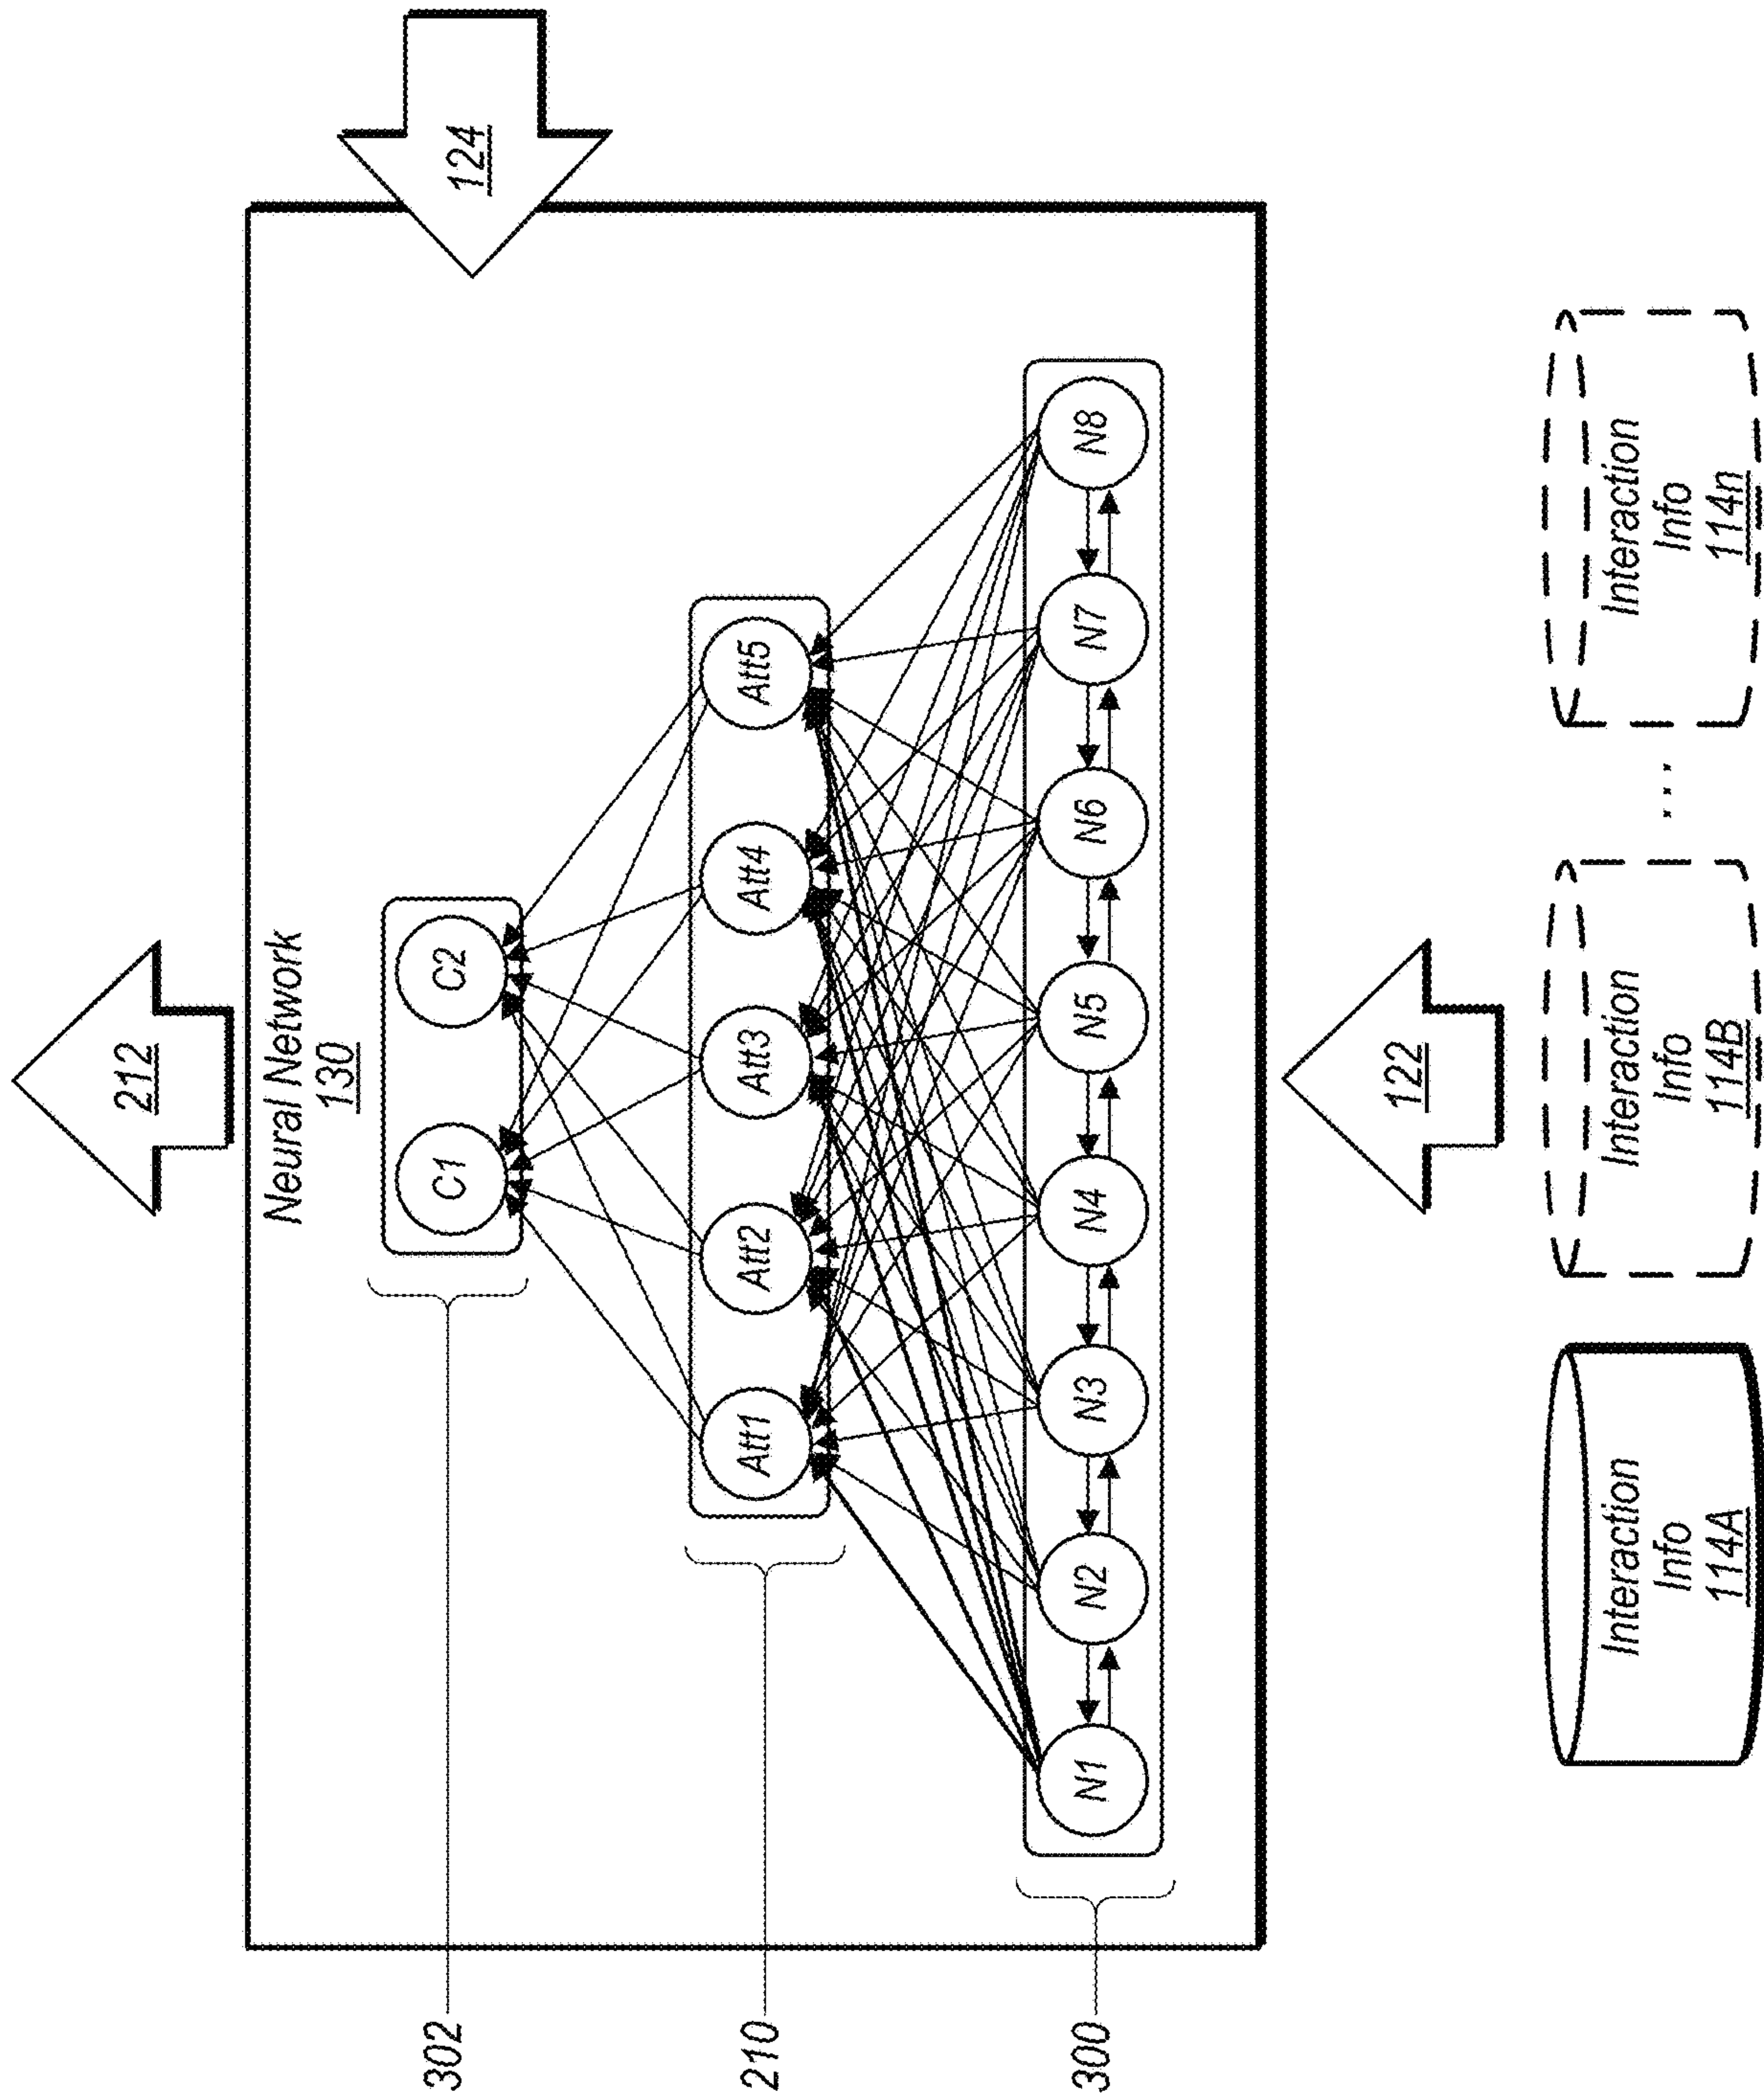 212
Neural Network
130
124
302
C1
C2
210
Att1
Att2
Att3
Att4
Att5
300
N1
N2
N3
N4
N5
N6
N7
N8
122
Interaction
Info
114A
Interaction
Info
114B
...
Interaction
Info
114n